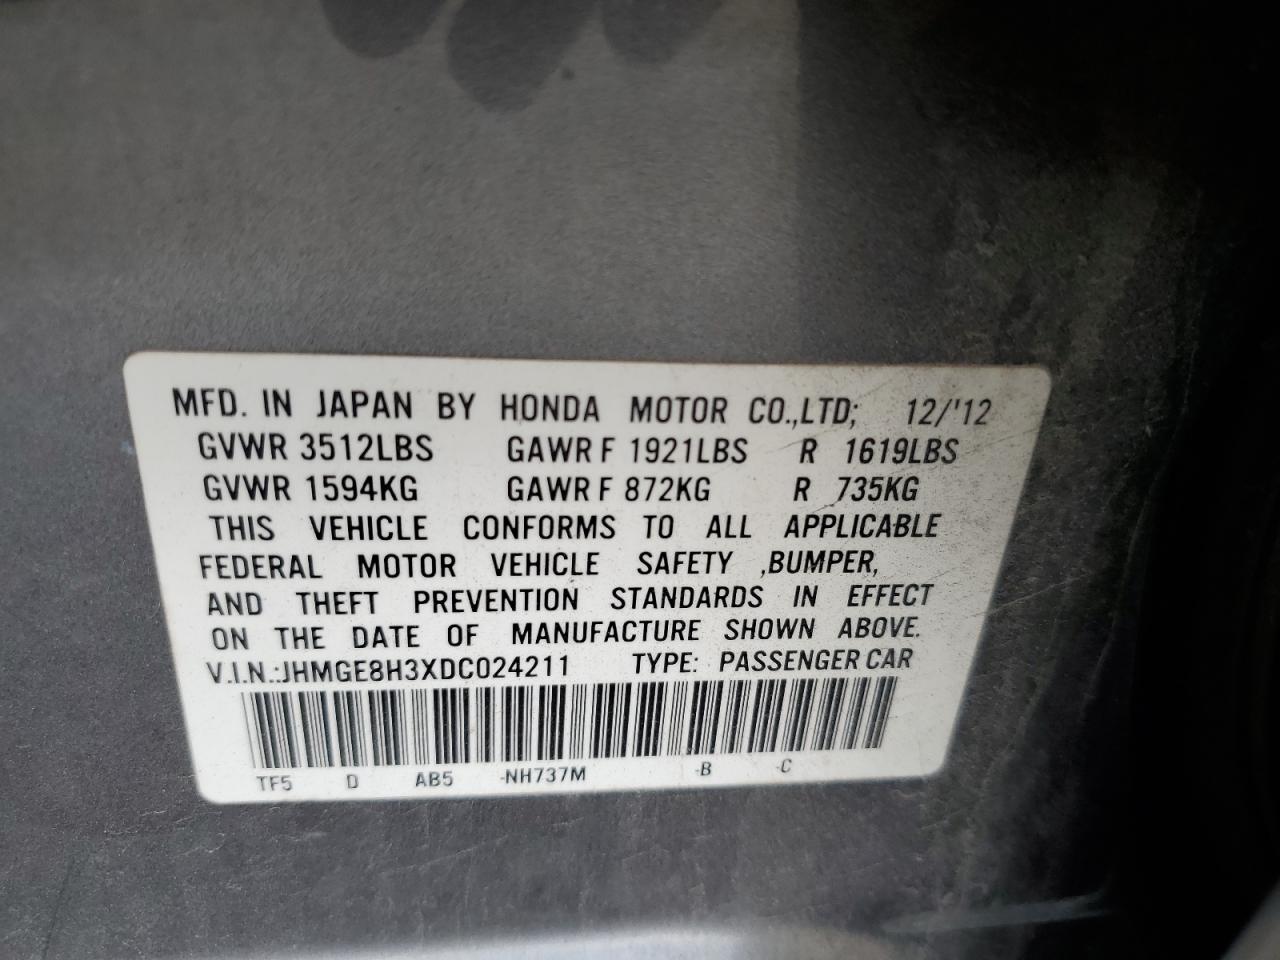 MFD. IN JAPAN BY HONDA MOTOR CO.,LTD; 12/'12
GVWR 3512LBS GAWR F 1921LBS R 1619LBS
GVWR 1594KG GAWR F 872KG R 735KG
THIS VEHICLE CONFORMS TO ALL APPLICABLE
FEDERAL MOTOR VEHICLE SAFETY ,BUMPER,
AND THEFT PREVENTION STANDARDS IN EFFECT
ON THE DATE OF MANUFACTURE SHOWN ABOVE.
V.I.N.:JHMGE8H3XDC024211 TYPE: PASSENGER CAR
TF5 D AB5 -NH737M -B -C